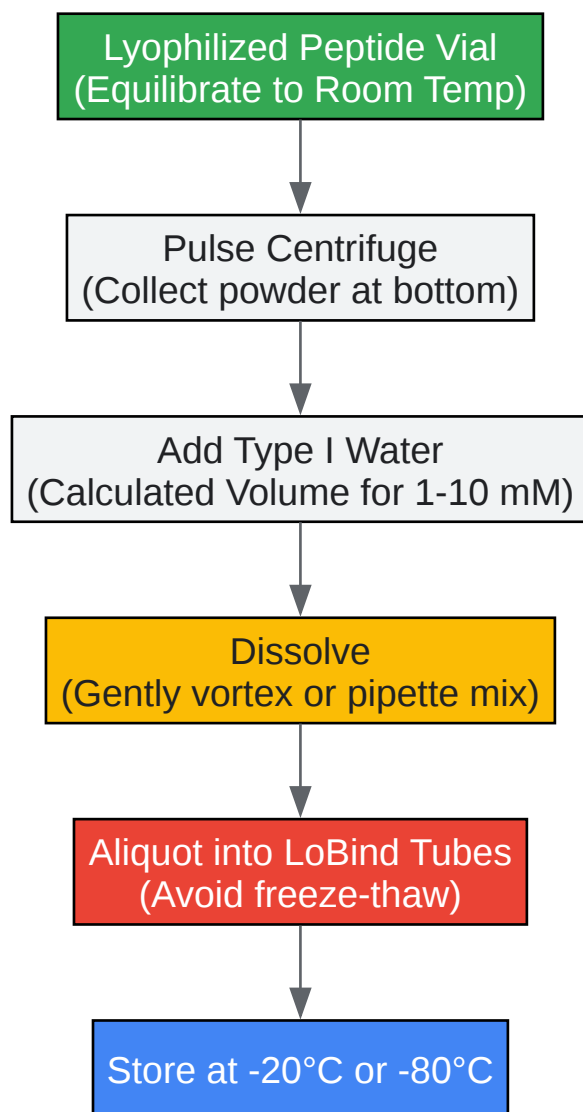 Lyophilized Peptide Vial
(Equilibrate to Room Temp)
Pulse Centrifuge
(Collect powder at bottom)
Add Type I Water
(Calculated Volume for 1-10 mM)
Dissolve
(Gently vortex or pipette mix)
Aliquot into LoBind Tubes
(Avoid freeze-thaw)
Store at -20°C or -80°C